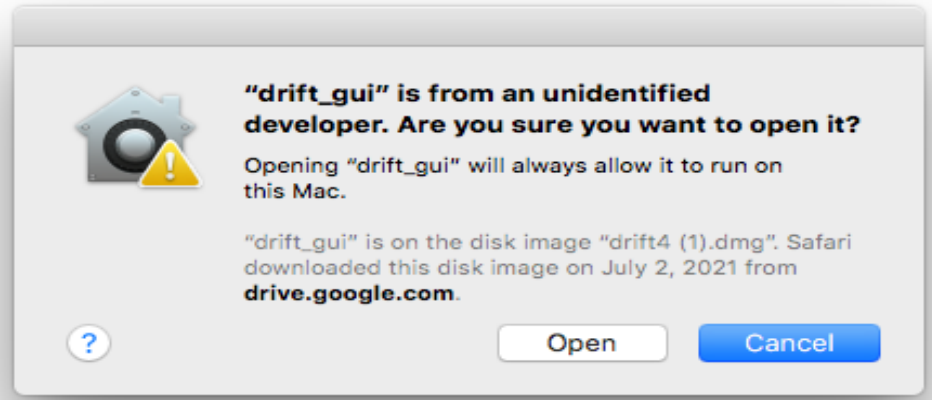 “drift_gui” is from an unidentified
developer. Are you sure you want to open it?
Opening “drift_gui” will always allow it to run on
this Mac.
“drift_gui” is on the disk image “drift4 (1).dmg”. Safari
downloaded this disk image on July 2, 2021 from
drive.google.com.
?
Open
Cancel